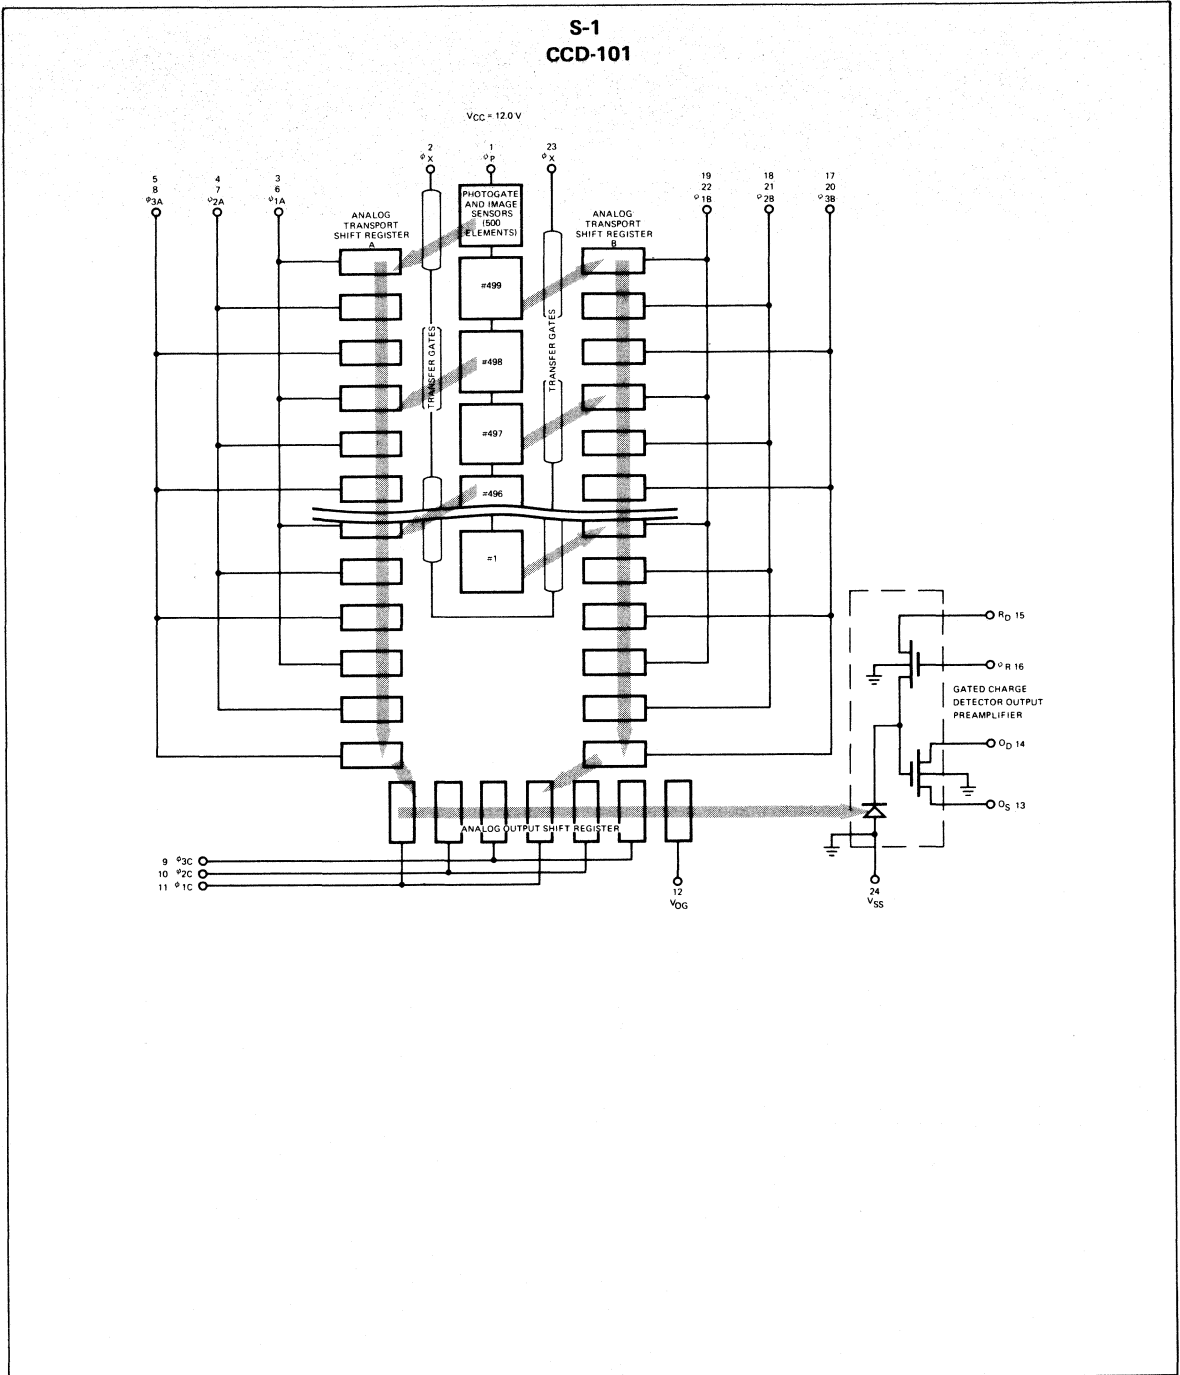 S-1
CCD-101
VCC = 12.0 V
2
φX
1
φP
23
φX
5
8
φ3A
4
7
φ2A
3
6
φ1A
19
22
φ1B
18
21
φ2B
17
20
φ3B
ANALOG
TRANSPORT
SHIFT REGISTER
A
PHOTOGATE
AND IMAGE
SENSORS
(500
ELEMENTS)
ANALOG
TRANSPORT
SHIFT REGISTER
B
#499
TRANSFER GATES
#498
TRANSFER GATES
#497
#496
#1
RD 15
φR 16
GATED CHARGE
DETECTOR OUTPUT
PREAMPLIFIER
OD 14
OS 13
ANALOG OUTPUT SHIFT REGISTER
9 φ3C
10 φ2C
11 φ1C
12
VOG
24
VSS